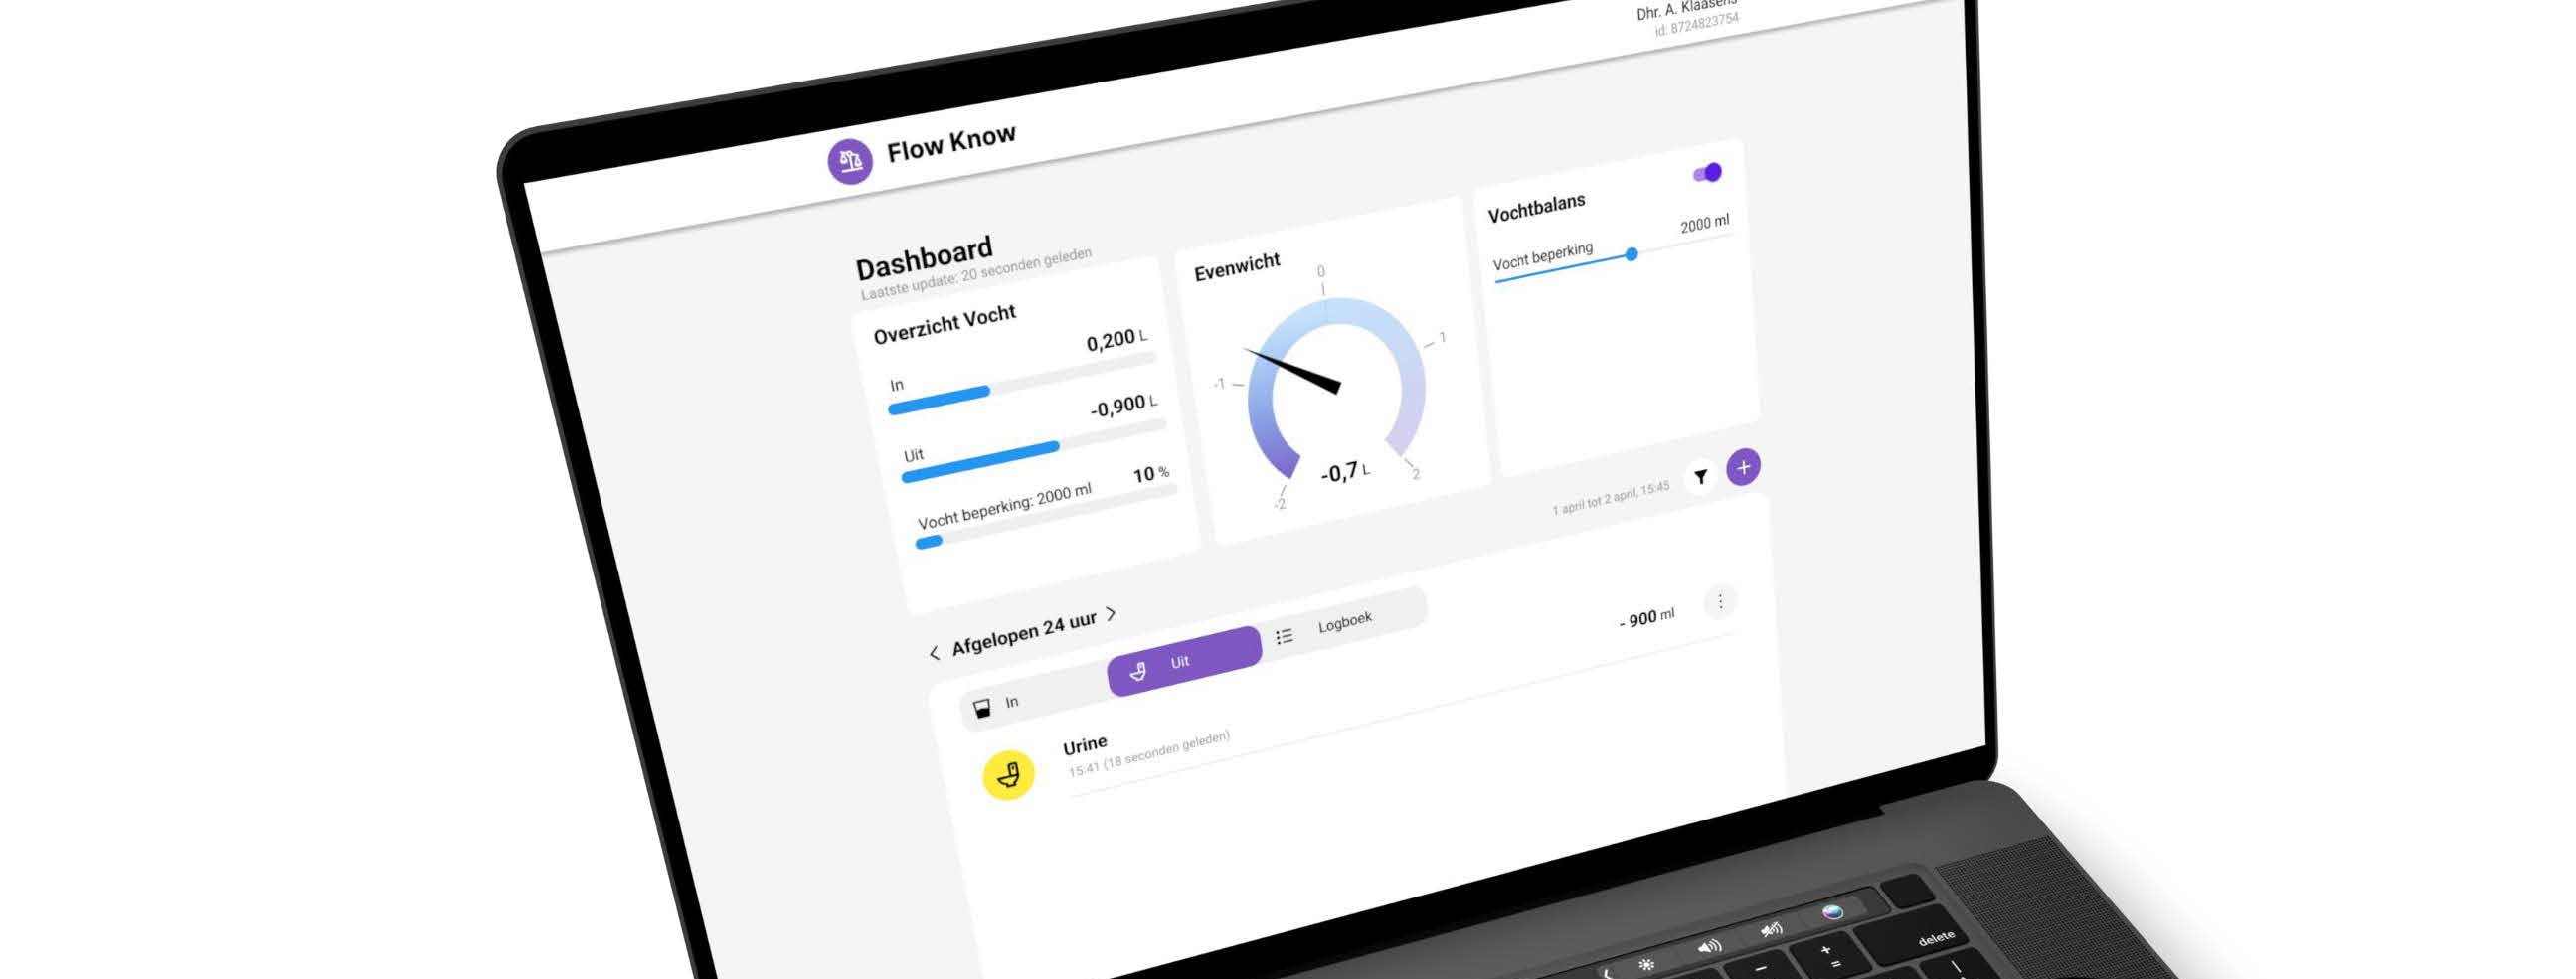 Dhr. A. Klaasens
id: 8724823754
Flow Know
Dashboard
Laatste update: 20 seconden geleden
Overzicht Vocht
In
0,200 L
Uit
-0,900 L
Vocht beperking: 2000 ml
10 %
Evenwicht
0
-1
1
-2
2
-0,7 L
Vochtbalans
Vocht beperking
2000 ml
Afgelopen 24 uur
1 april tot 2 april, 15:45
In
Uit
Logboek
Urine
15:41 (18 seconden geleden)
- 900 ml
delete